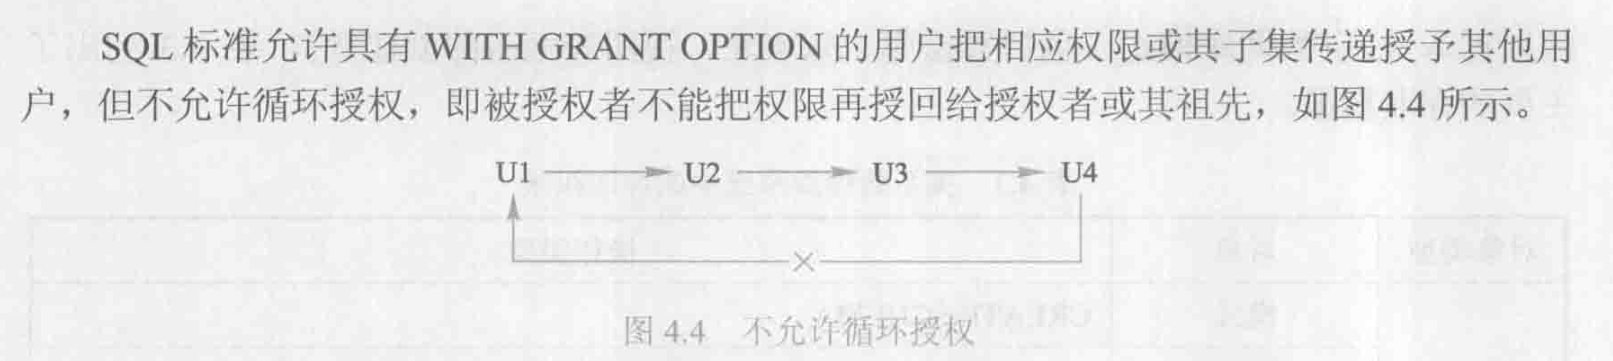 SQL 标准允许具有 WITH GRANT OPTION 的用户把相应权限或其子集传递授予其他用
户，但不允许循环授权，即被授权者不能把权限再授回给授权者或其祖先，如图 4.4 所示。
U1 U2 U3 U4
×
图 4.4 不允许循环授权